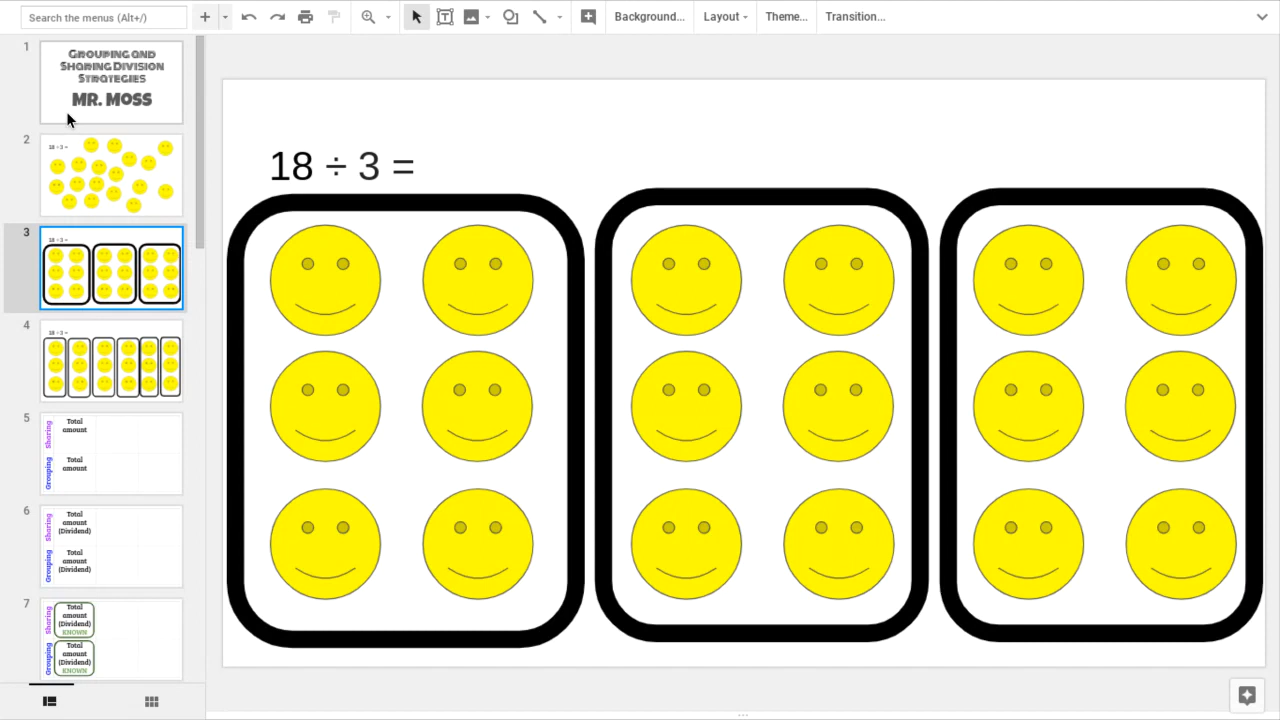 Search the menus (Alt+/)
Background...
Layout
Theme...
Transition...
1
Grouping and
Sharing Division
Strategies
MR. MOSS
2
18 ÷ 3 =
3
18 ÷ 3 =
4
18 ÷ 3 =
5
Sharing
Total
amount
Grouping
Total
amount
6
Sharing
Total
amount
(Dividend)
Grouping
Total
amount
(Dividend)
7
Sharing
Total
amount
(Dividend)
KNOWN
Grouping
Total
amount
(Dividend)
KNOWN
18 ÷ 3 =